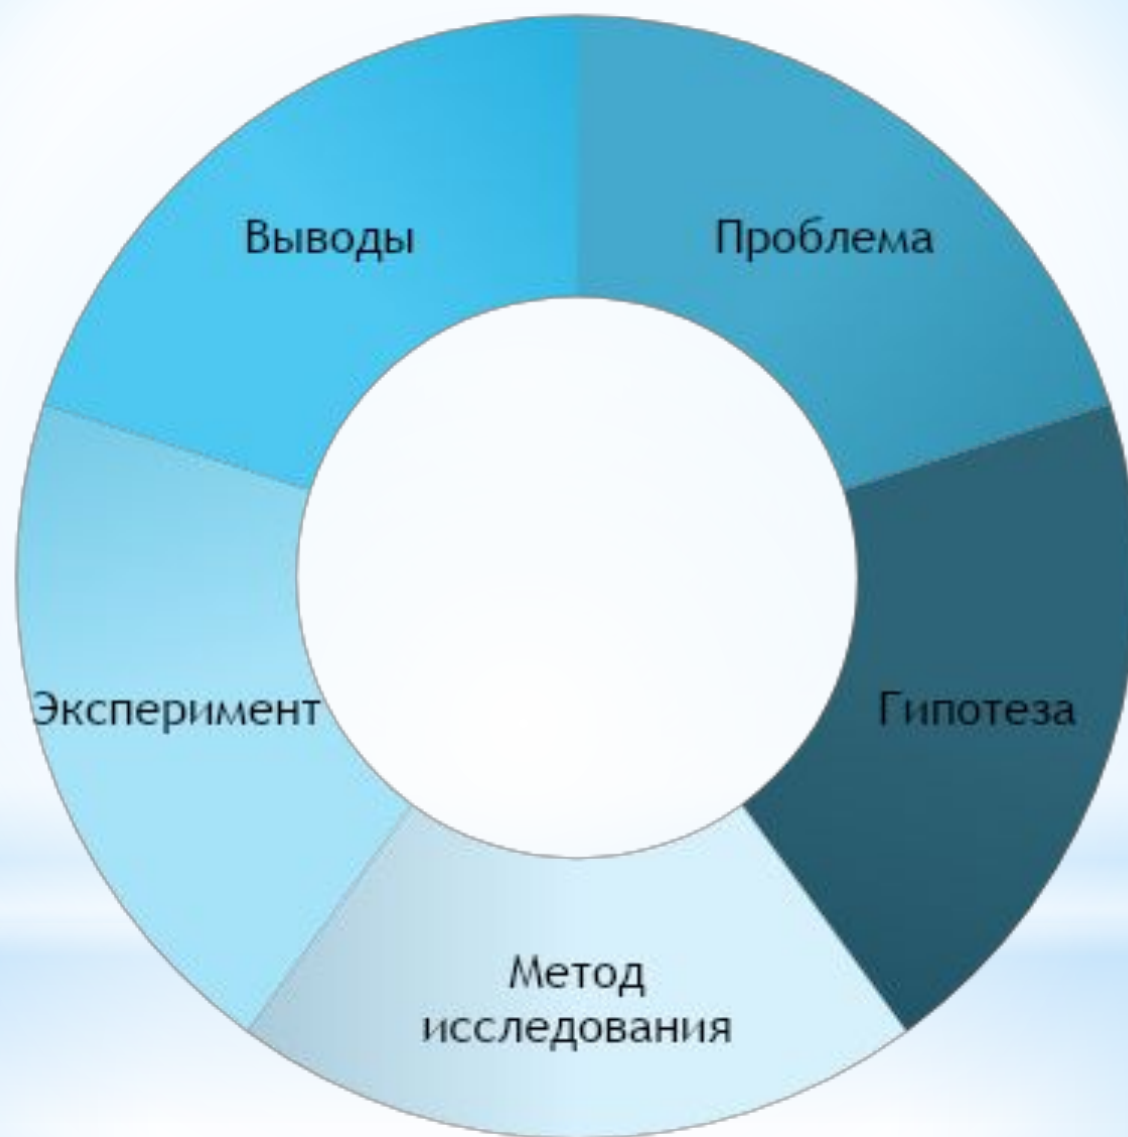 Выводы
Проблема
Эксперимент
Гипотеза
Метод
исследования